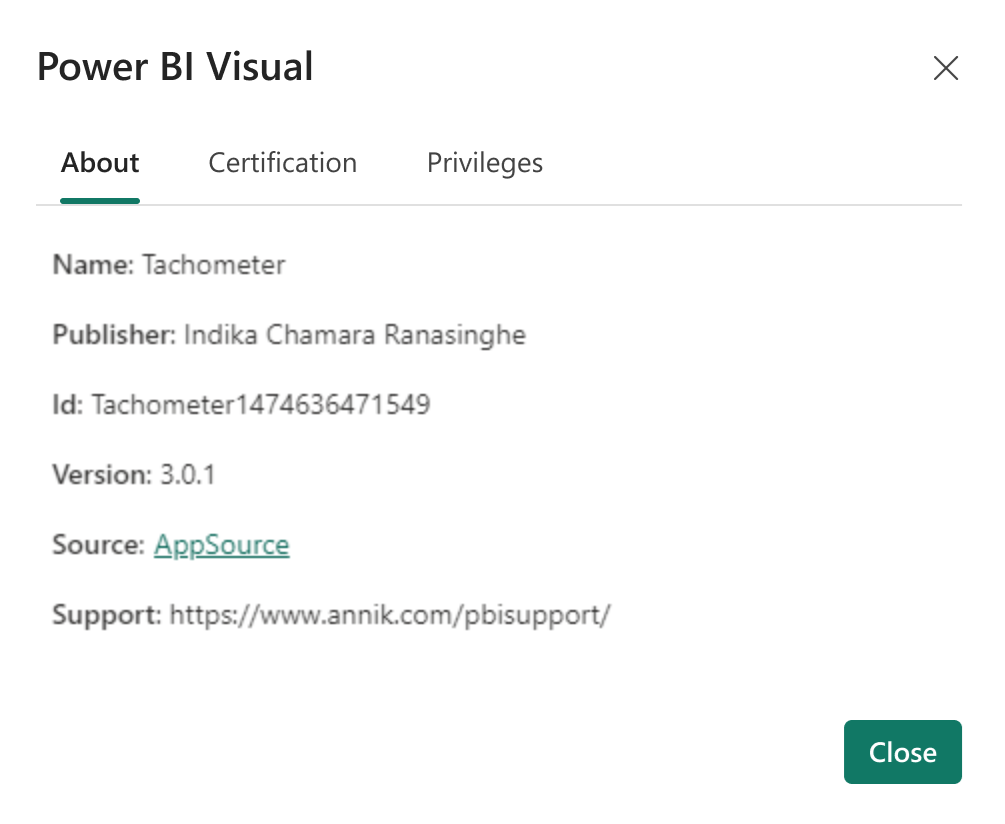 Power BI Visual
About Certification Privileges
Name: Tachometer
Publisher: Indika Chamara Ranasinghe
Id: Tachometer1474636471549
Version: 3.0.1
Source: AppSource
Support: https://www.annik.com/pbisupport/
Close